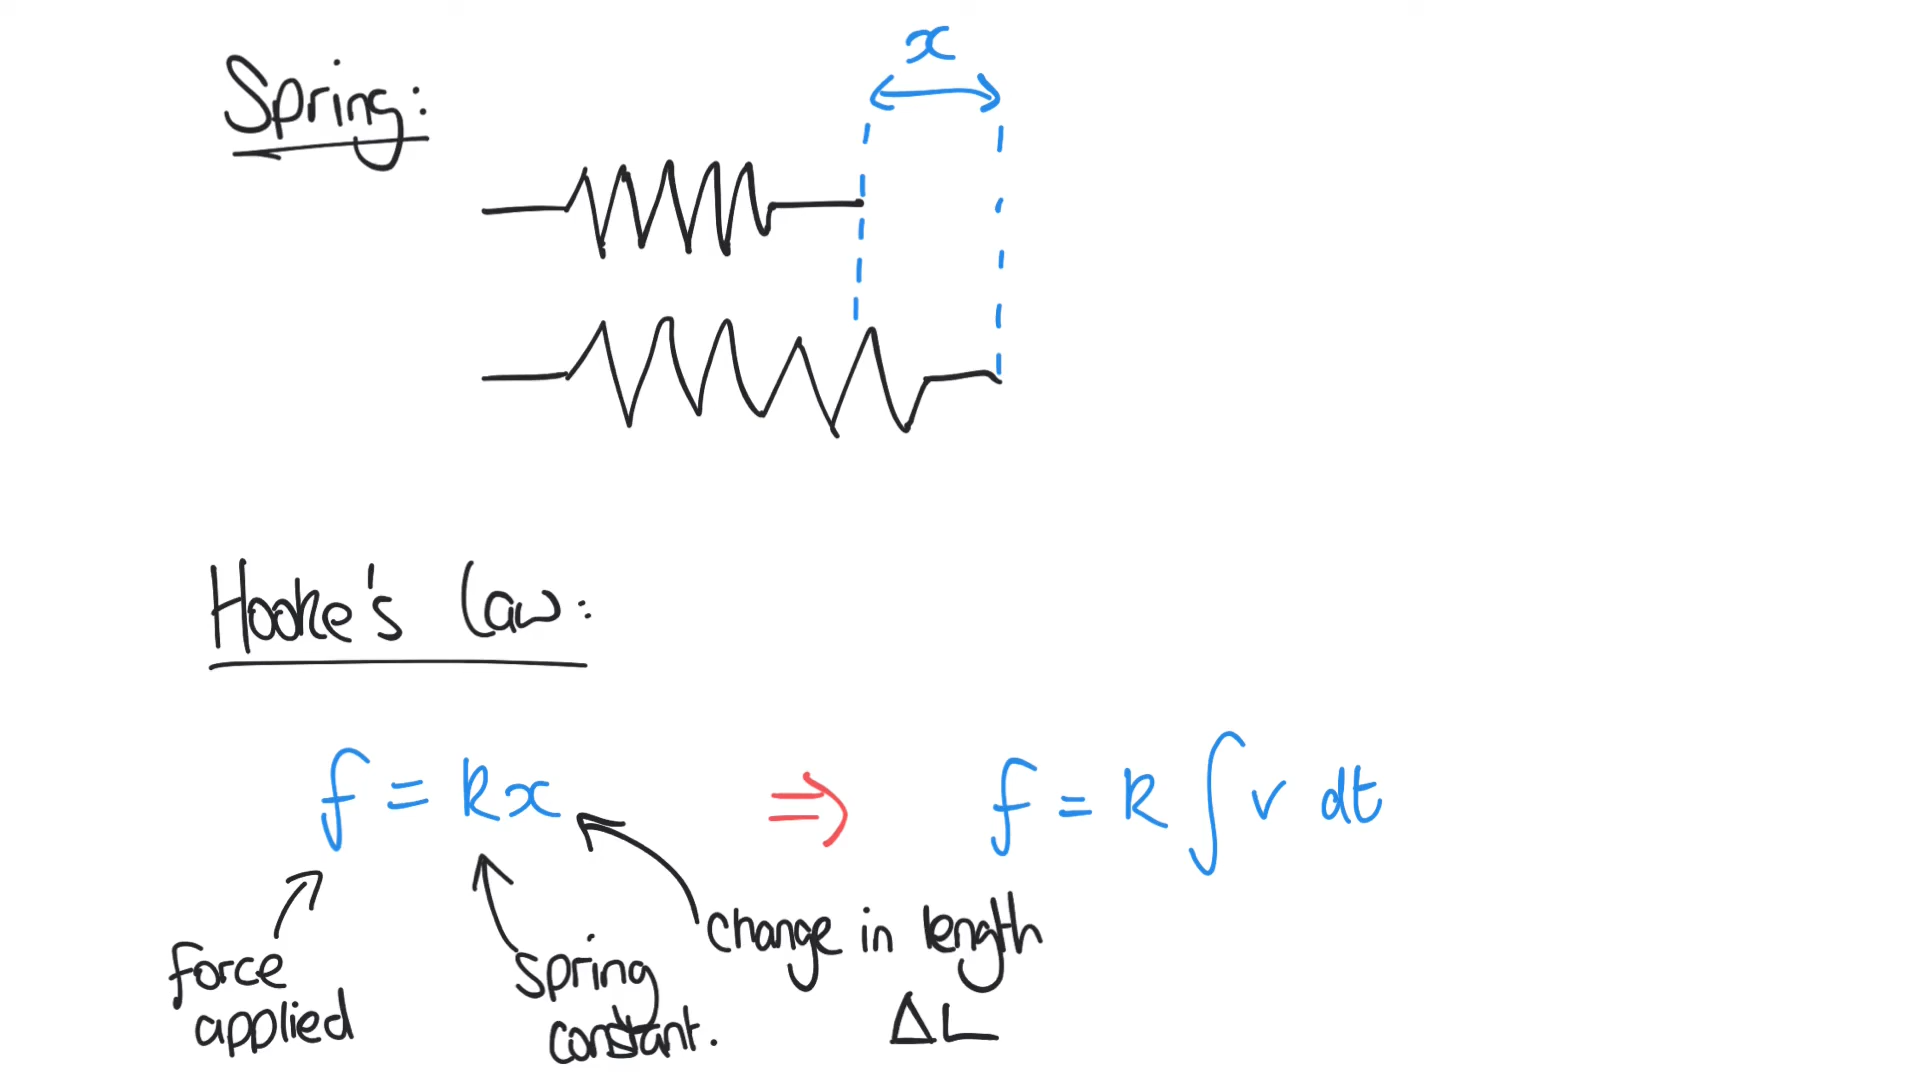 x
Spring:
Hooke's Law:
f = kx ⇒ f = k ∫ v dt
force
applied
spring
constant.
change in length
ΔL